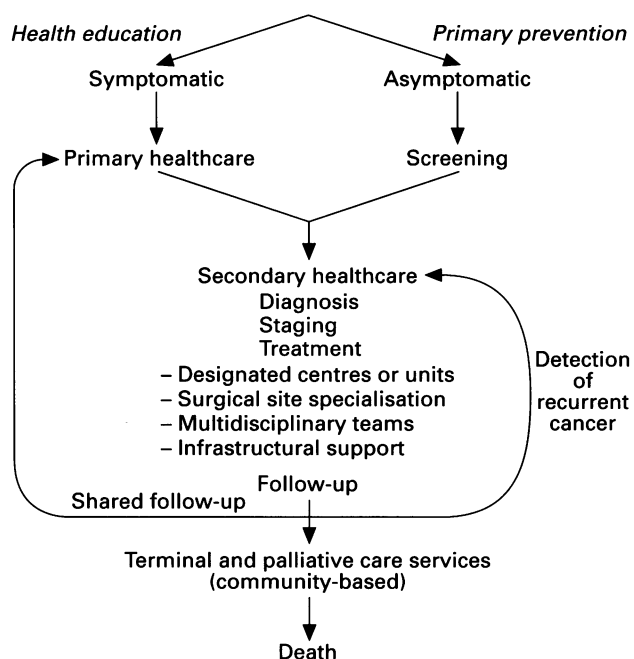 Health education
Primary prevention
Symptomatic
Asymptomatic
Primary healthcare
Screening
Secondary healthcare
Diagnosis
Staging
Treatment
– Designated centres or units
– Surgical site specialisation
– Multidisciplinary teams
– Infrastructural support
Detection
of
recurrent
cancer
Follow-up
Shared follow-up
Terminal and palliative care services
(community-based)
Death